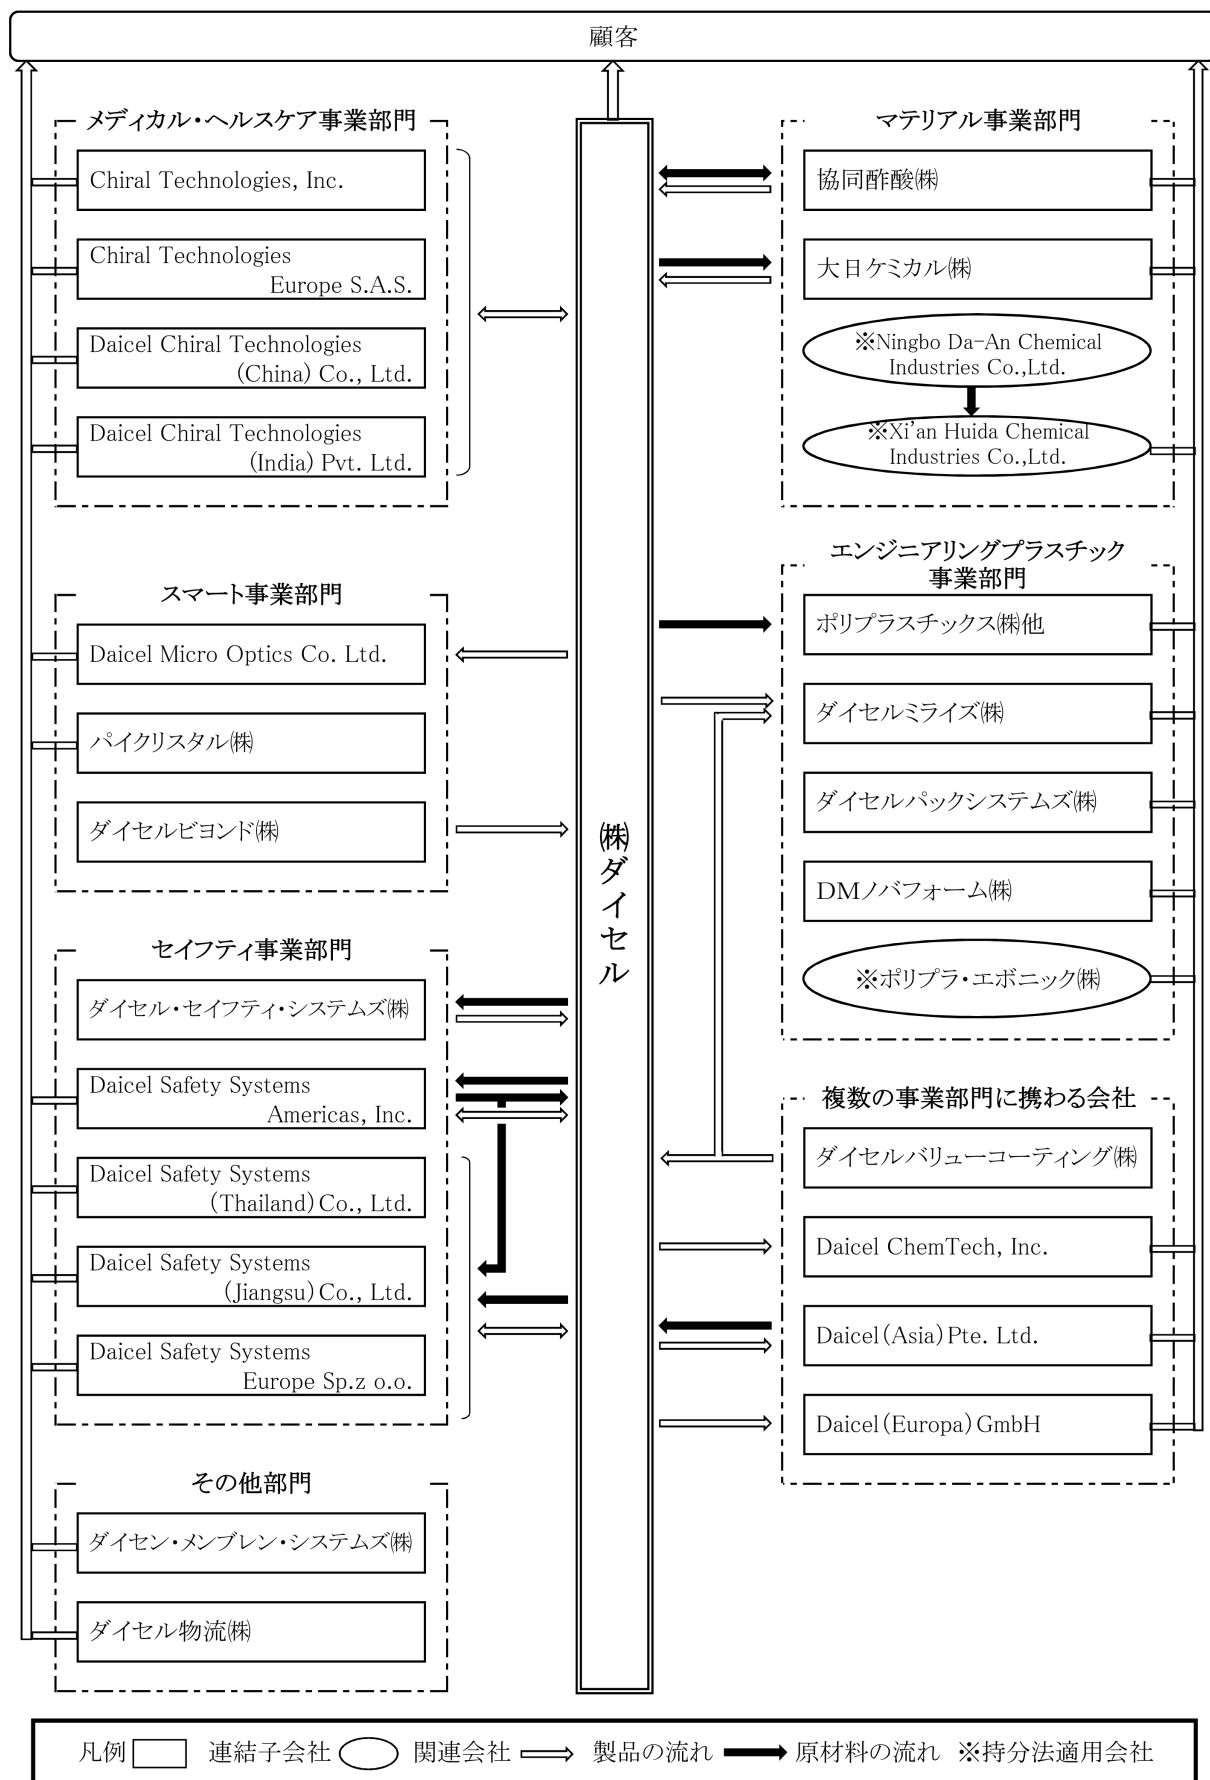 顧客
メディカル・ヘルスケア事業部門
Chiral Technologies, Inc.
Chiral Technologies
Europe S.A.S.
Daicel Chiral Technologies
(China) Co., Ltd.
Daicel Chiral Technologies
(India) Pvt. Ltd.
スマート事業部門
Daicel Micro Optics Co. Ltd.
パイクリスタル㈱
ダイセルビヨンド㈱
セイフティ事業部門
ダイセル・セイフティ・システムズ㈱
Daicel Safety Systems
Americas, Inc.
Daicel Safety Systems
(Thailand) Co., Ltd.
Daicel Safety Systems
(Jiangsu) Co., Ltd.
Daicel Safety Systems
Europe Sp.z o.o.
その他部門
ダイセン・メンブレン・システムズ㈱
ダイセル物流㈱
㈱ダイセル
マテリアル事業部門
協同酢酸㈱
大日ケミカル㈱
※Ningbo Da-An Chemical
Industries Co.,Ltd.
※Xi'an Huida Chemical
Industries Co.,Ltd.
エンジニアリングプラスチック
事業部門
ポリプラスチックス㈱他
ダイセルミライズ㈱
ダイセルパックシステムズ㈱
DMノバフォーム㈱
※ポリプラ・エボニック㈱
複数の事業部門に携わる会社
ダイセルバリューコーティング㈱
Daicel ChemTech, Inc.
Daicel (Asia) Pte. Ltd.
Daicel (Europa) GmbH
凡例 連結子会社 関連会社 製品の流れ 原材料の流れ ※持分法適用会社